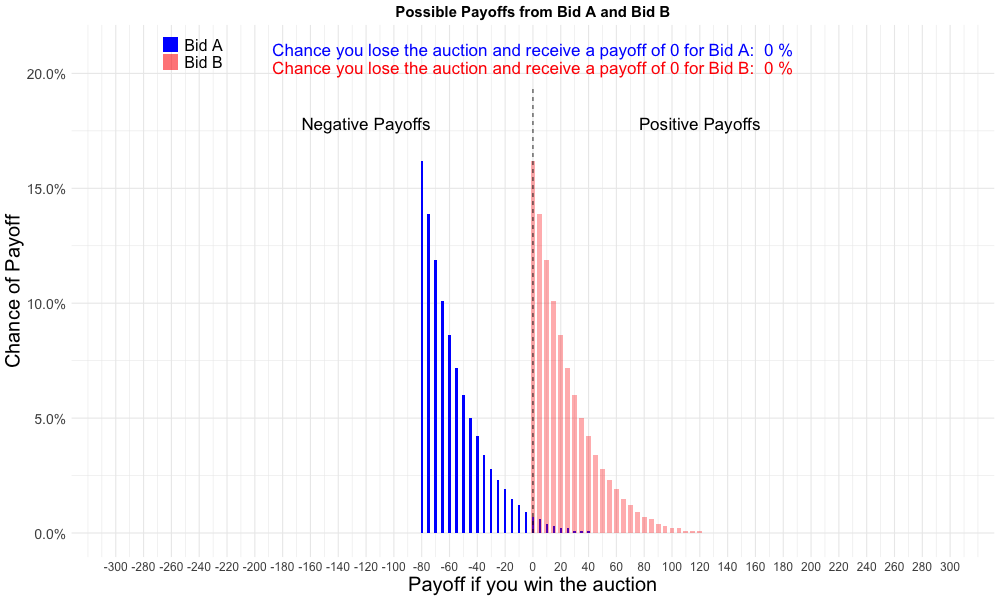 Possible Payoffs from Bid A and Bid B
Bid A
Bid B
Chance you lose the auction and receive a payoff of 0 for Bid A:  0 %
Chance you lose the auction and receive a payoff of 0 for Bid B:  0 %
Negative Payoffs
Positive Payoffs
Chance of Payoff
20.0%
15.0%
10.0%
5.0%
0.0%
-300 -280 -260 -240 -220 -200 -180 -160 -140 -120 -100 -80 -60 -40 -20 0 20 40 60 80 100 120 140 160 180 200 220 240 260 280 300
Payoff if you win the auction